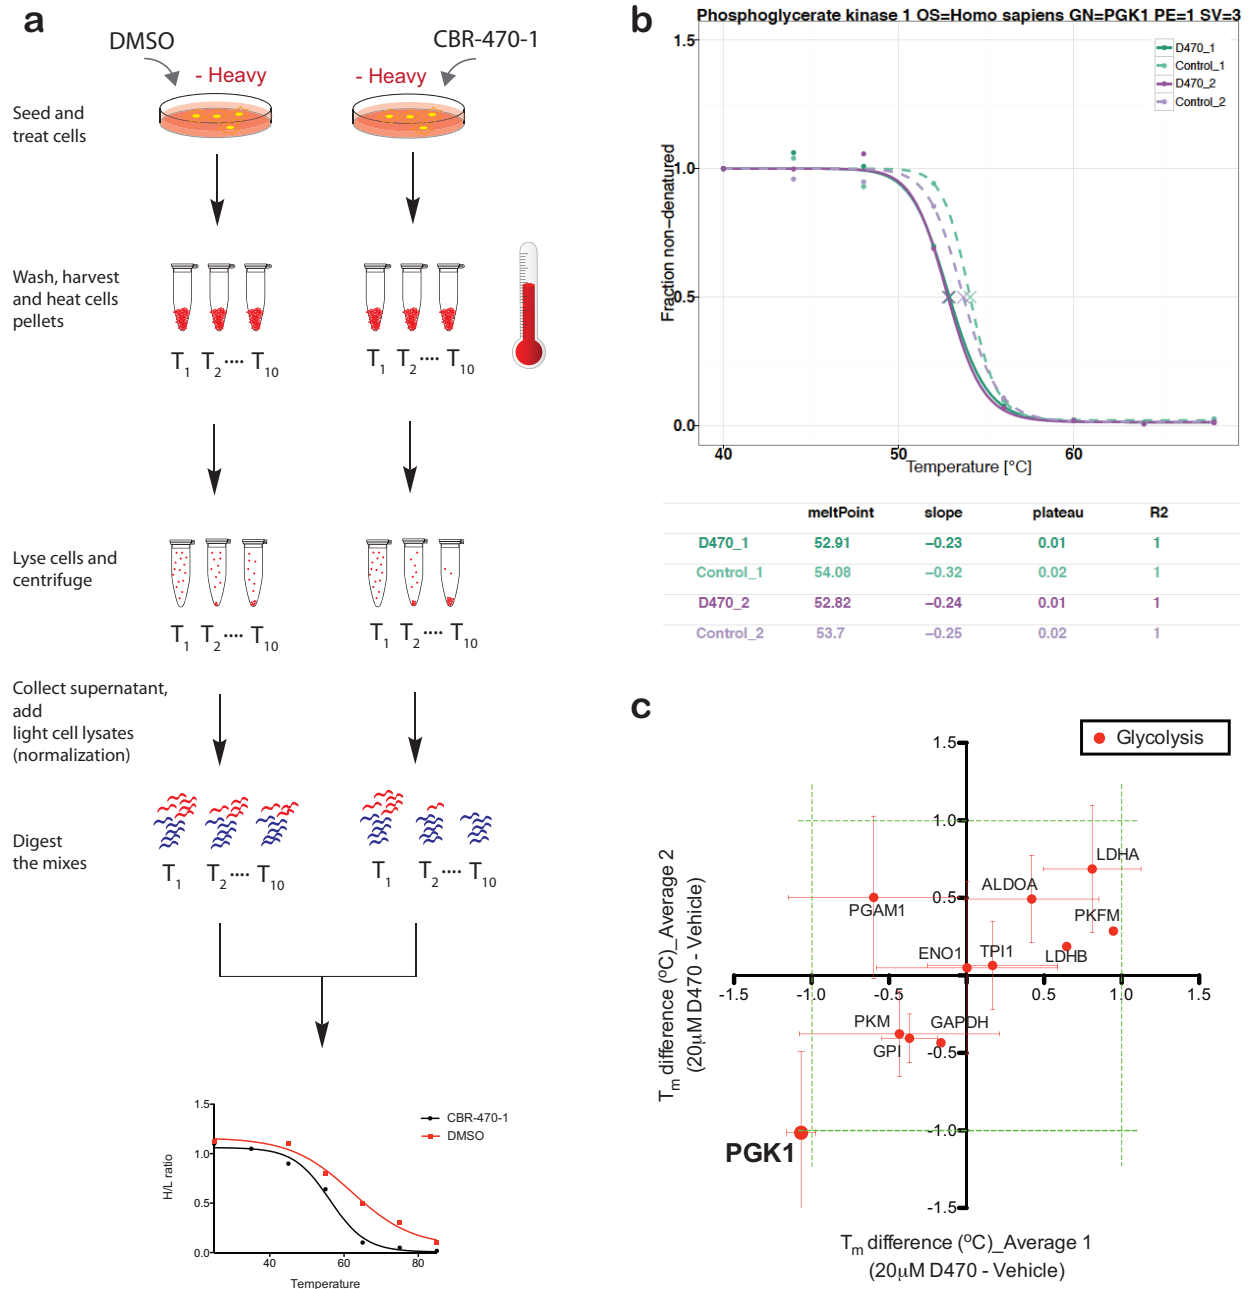 a
DMSO
CBR-470-1
- Heavy
- Heavy
Seed and
treat cells
Wash, harvest
and heat cells
pellets
T1 T2 ···· T10
T1 T2 ···· T10
Lyse cells and
centrifuge
T1 T2 ···· T10
T1 T2 ···· T10
Collect supernatant,
add
light cell lysates
(normalization)
Digest
the mixes
T1 T2 ···· T10
T1 T2 ···· T10
1.5
1.0
0.5
0.0
H/L ratio
40 60 80
Temperature
CBR-470-1
DMSO
b
Phosphoglycerate kinase 1 OS=Homo sapiens GN=PGK1 PE=1 SV=3
1.5
1.0
0.5
0.0
Fraction non-denatured
40 50 60
Temperature [°C]
D470_1
Control_1
D470_2
Control_2
meltPoint slope plateau R2
D470_1 52.91 −0.23 0.01 1
Control_1 54.08 −0.32 0.02 1
D470_2 52.82 −0.24 0.01 1
Control_2 53.7 −0.25 0.02 1
c
Glycolysis
1.5
1.0
0.5
-0.5
-1.0
-1.5
-1.5 -1.0 -0.5 0.5 1.0 1.5
LDHA
ALDOA
PGAM1
PKFM
ENO1
TPI1
LDHB
PKM
GAPDH
GPI
PGK1
Tm difference (ºC)_Average 2
(20µM D470 - Vehicle)
Tm difference (ºC)_Average 1
(20µM D470 - Vehicle)